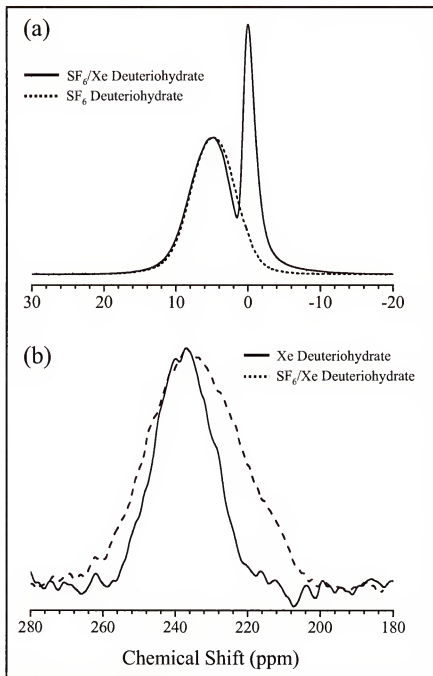 (a)
SF₆/Xe Deuteriohydrate
SF₆ Deuteriohydrate
30 20 10 0 -10 -20
(b)
Xe Deuteriohydrate
SF₆/Xe Deuteriohydrate
280 260 240 220 200 180
Chemical Shift (ppm)